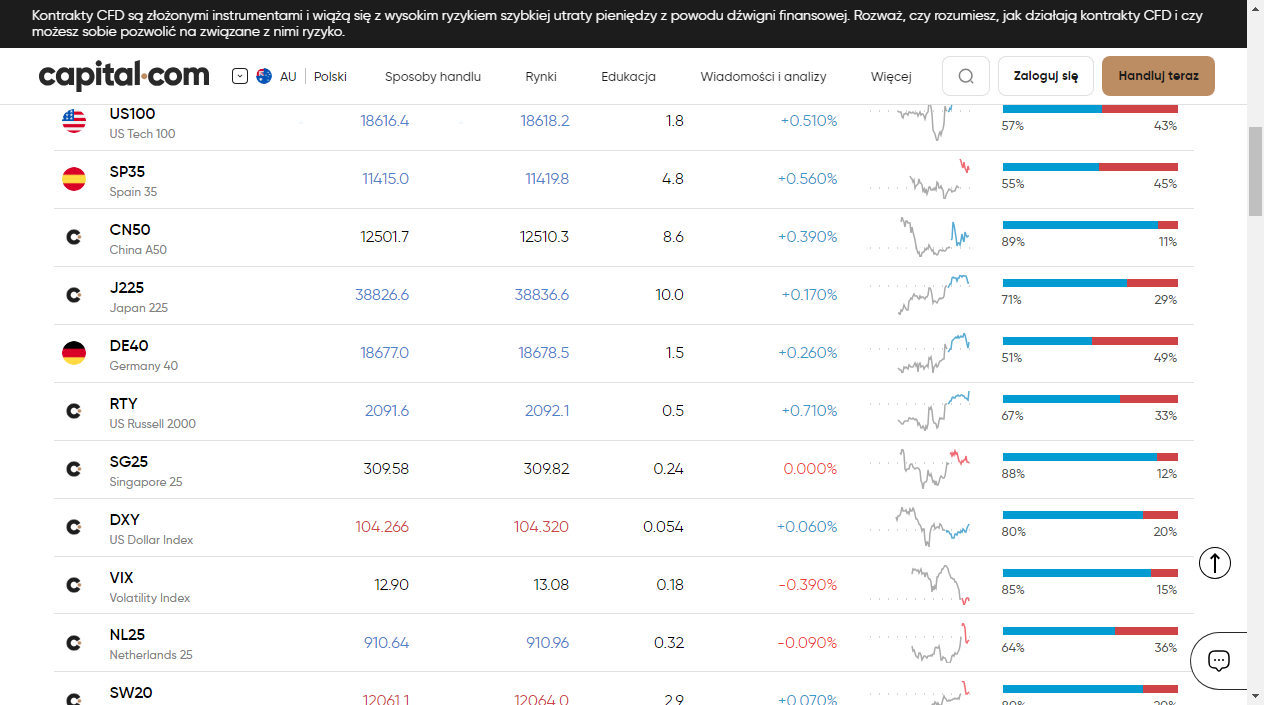 Kontrakty CFD są złożonymi instrumentami i wiążą się z wysokim ryzykiem szybkiej utraty pieniędzy z powodu dźwigni finansowej. Rozważ, czy rozumiesz, jak działają kontrakty CFD i czy
możesz sobie pozwolić na związane z nimi ryzyko.
capital.com AU Polski Sposoby handlu Rynki Edukacja Wiadomości i analizy Więcej Zaloguj się Handluj teraz
US100
US Tech 100
18616.4 18618.2 1.8 +0.510%
57% 43%
SP35
Spain 35
11415.0 11419.8 4.8 +0.560%
55% 45%
CN50
China A50
12501.7 12510.3 8.6 +0.390%
89% 11%
J225
Japan 225
38826.6 38836.6 10.0 +0.170%
71% 29%
DE40
Germany 40
18677.0 18678.5 1.5 +0.260%
51% 49%
RTY
US Russell 2000
2091.6 2092.1 0.5 +0.710%
67% 33%
SG25
Singapore 25
309.58 309.82 0.24 0.000%
88% 12%
DXY
US Dollar Index
104.266 104.320 0.054 +0.060%
80% 20%
VIX
Volatility Index
12.90 13.08 0.18 -0.390%
85% 15%
NL25
Netherlands 25
910.64 910.96 0.32 -0.090%
64% 36%
SW20
12061.1 12064.0 2.9 +0.070%
80% 20%